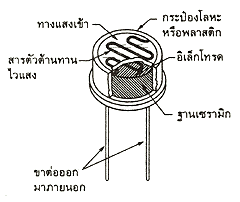 ทางแสงเข้า
กระป๋องโลหะ
หรือพลาสติก
สารตัวต้านทาน
ไวแสง
อิเล็กโทรด
ฐานเซรามิก
ขาต่อออก
มาภายนอก